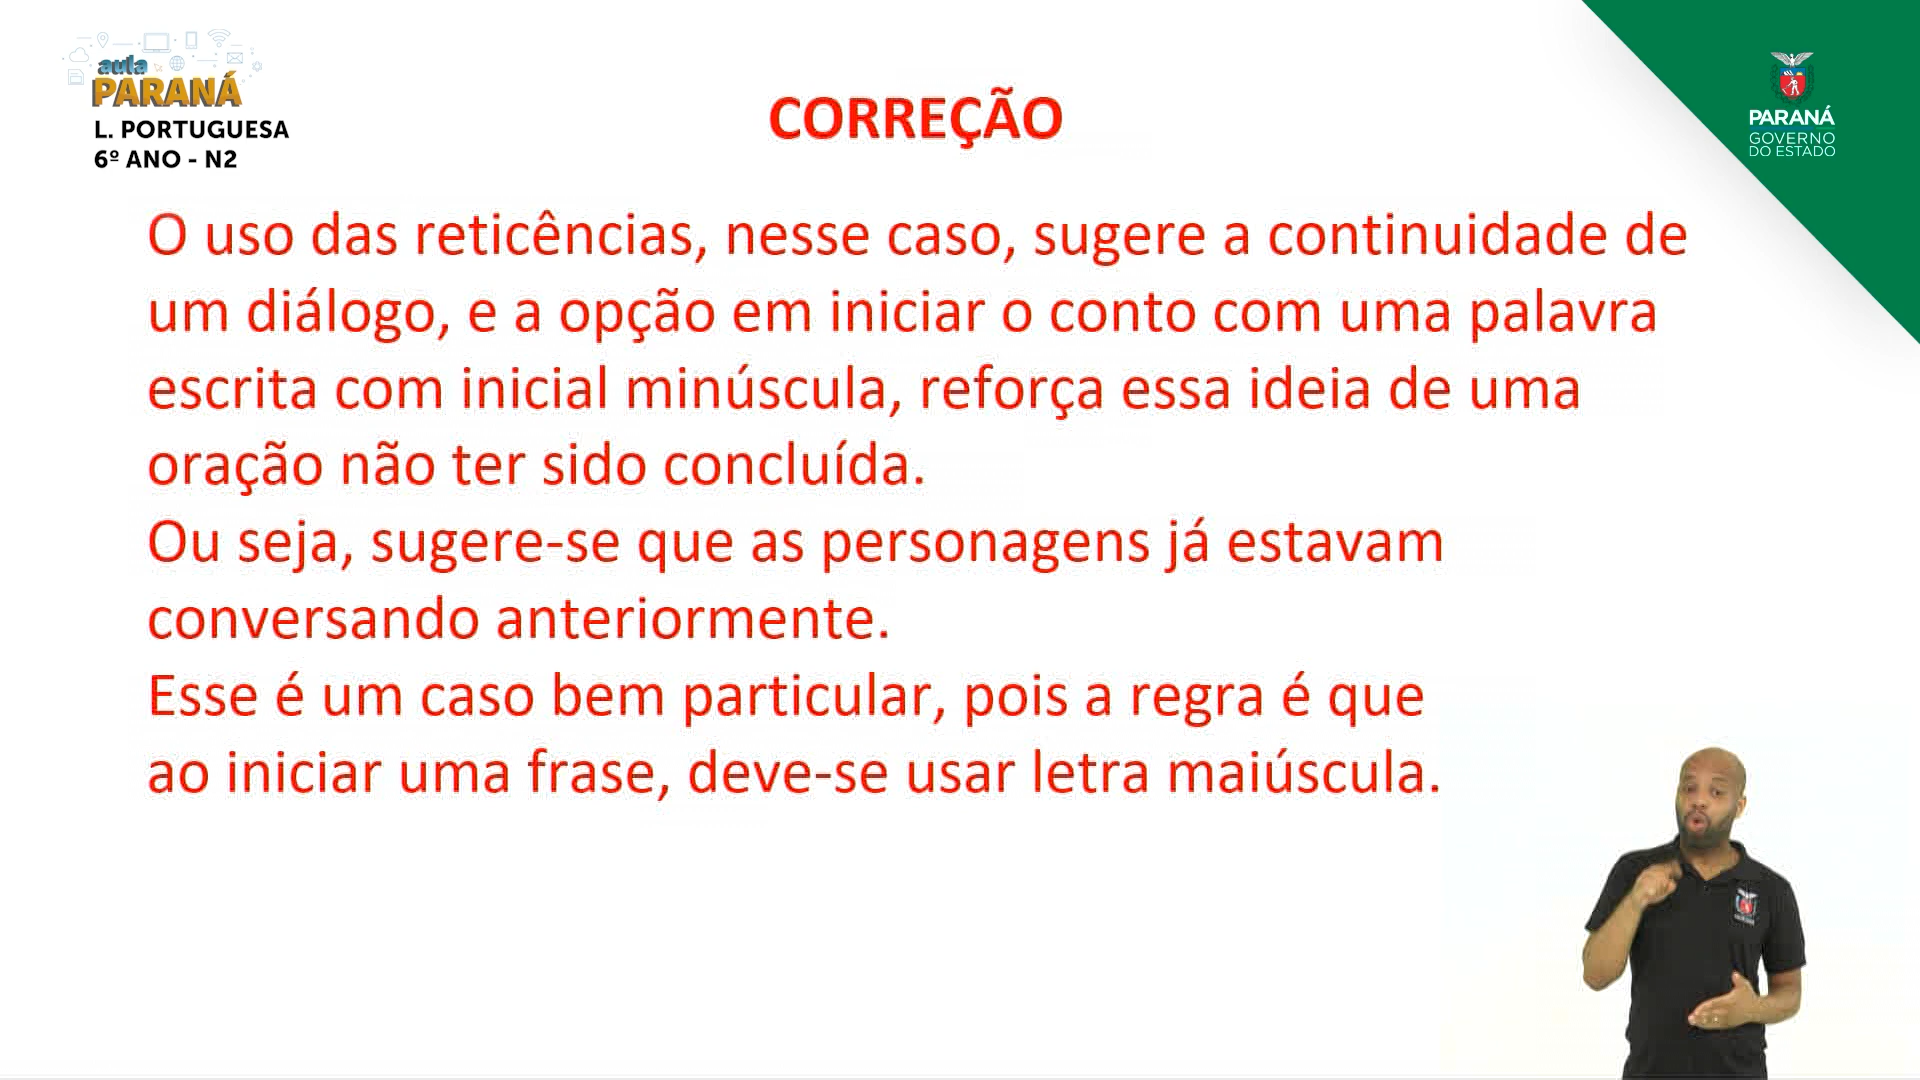 aula
PARANÁ
L. PORTUGUESA
6º ANO - N2
CORREÇÃO
PARANÁ
GOVERNO
DO ESTADO
O uso das reticências, nesse caso, sugere a continuidade de
um diálogo, e a opção em iniciar o conto com uma palavra
escrita com inicial minúscula, reforça essa ideia de uma
oração não ter sido concluída.
Ou seja, sugere-se que as personagens já estavam
conversando anteriormente.
Esse é um caso bem particular, pois a regra é que
ao iniciar uma frase, deve-se usar letra maiúscula.